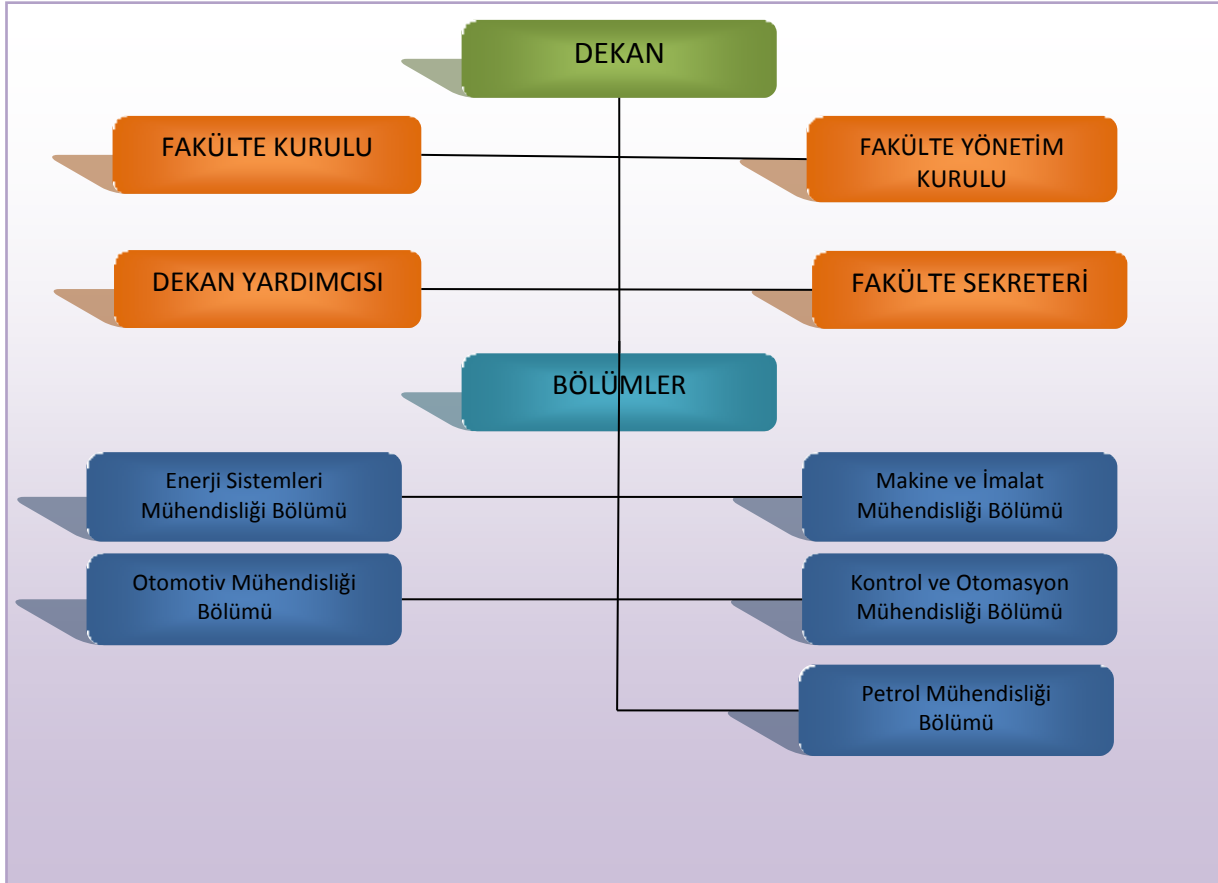 DEKAN
FAKÜLTE KURULU
FAKÜLTE YÖNETİM
KURULU
DEKAN YARDIMCISI
FAKÜLTE SEKRETERİ
BÖLÜMLER
Enerji Sistemleri
Mühendisliği Bölümü
Makine ve İmalat
Mühendisliği Bölümü
Otomotiv Mühendisliği
Bölümü
Kontrol ve Otomasyon
Mühendisliği Bölümü
Petrol Mühendisliği
Bölümü